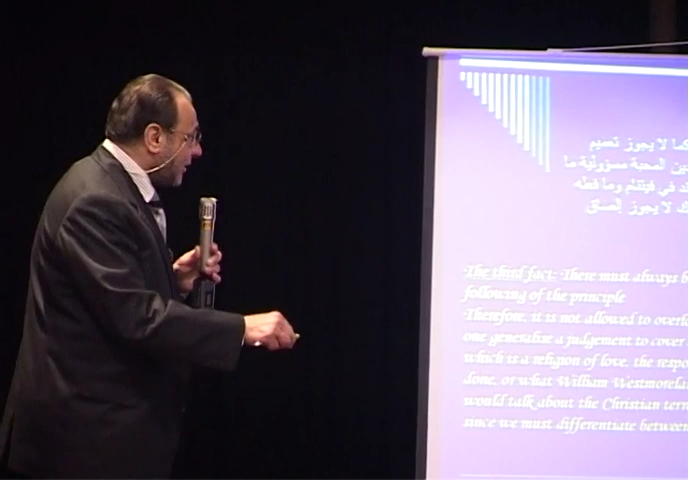 كما لا يجوز تعميم
دين المحبة مسؤولية ما
في فيتنام وما فعله
لا يجوز إلصاق
The third fact: There must always b
following of the principle
Therefore, it is not allowed to overlo
one generalise a judgement to cover
which is a religion of love, the respo
done, or what William Westmorela
would talk about the Christian terr
since we must differentiate between